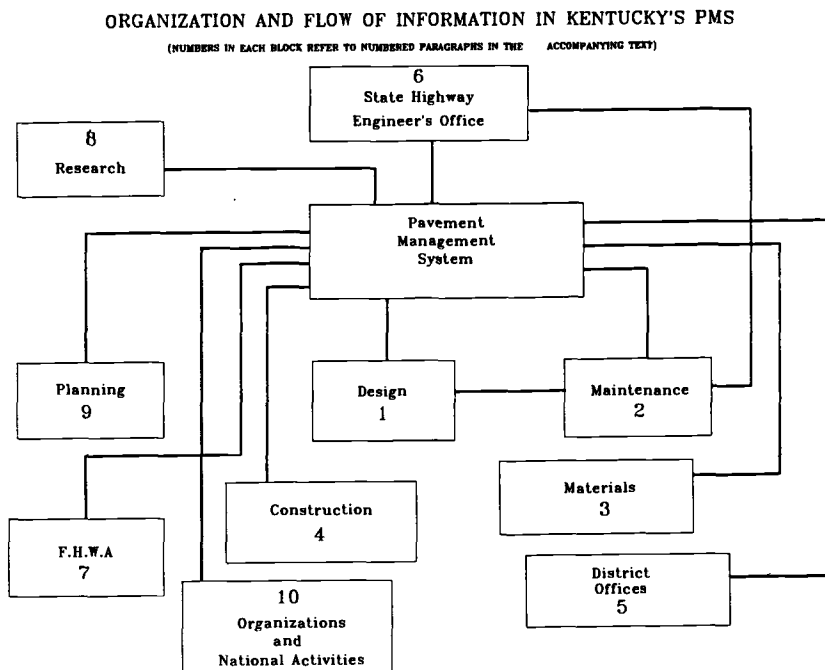 ORGANIZATION AND FLOW OF INFORMATION IN KENTUCKY'S PMS
(NUMBERS IN EACH BLOCK REFER TO NUMBERED PARAGRAPHS IN THE ACCOMPANYING TEXT)
6
State Highway
Engineer's Office
8
Research
Pavement
Management
System
Planning
9
Design
1
Maintenance
2
Materials
3
Construction
4
F.H.W.A
7
District
Offices
5
10
Organizations
and
National Activities